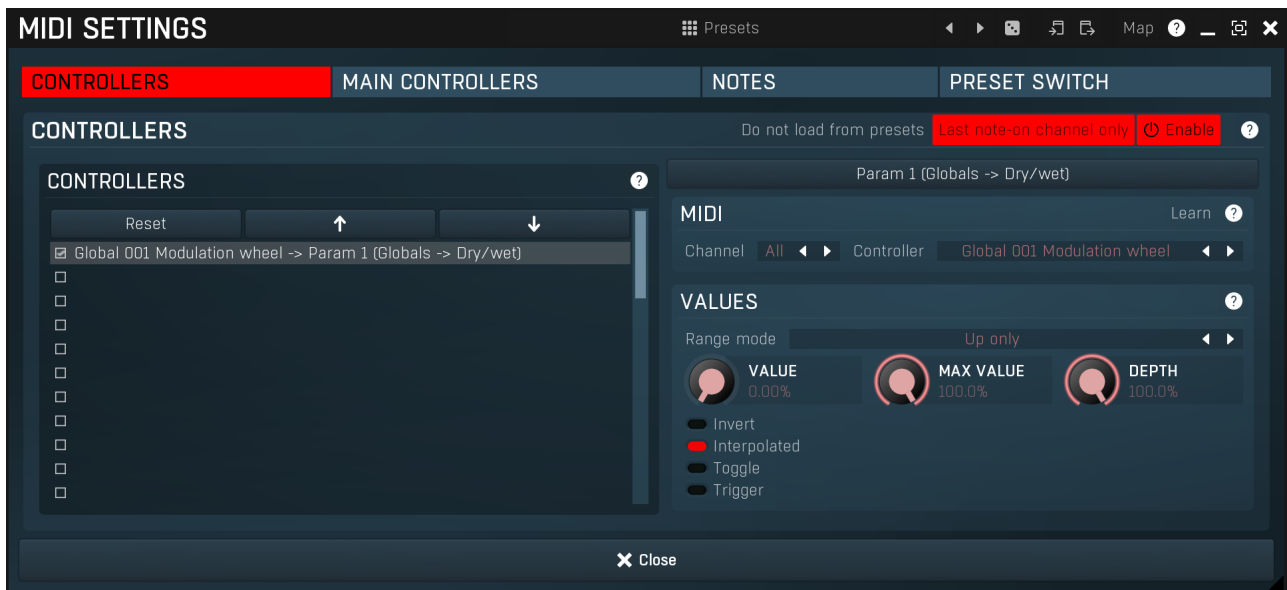 MIDI SETTINGS Presets Map ?
CONTROLLERS MAIN CONTROLLERS NOTES PRESET SWITCH
CONTROLLERS Do not load from presets Last note-on channel only Enable ?
CONTROLLERS ?
Reset
Global 001 Modulation wheel -> Param 1 (Globals -> Dry/wet)
Param 1 (Globals -> Dry/wet)
MIDI Learn ?
Channel All Controller Global 001 Modulation wheel
VALUES ?
Range mode Up only
VALUE
0.00%
MAX VALUE
100.0%
DEPTH
100.0%
Invert
Interpolated
Toggle
Trigger
Close